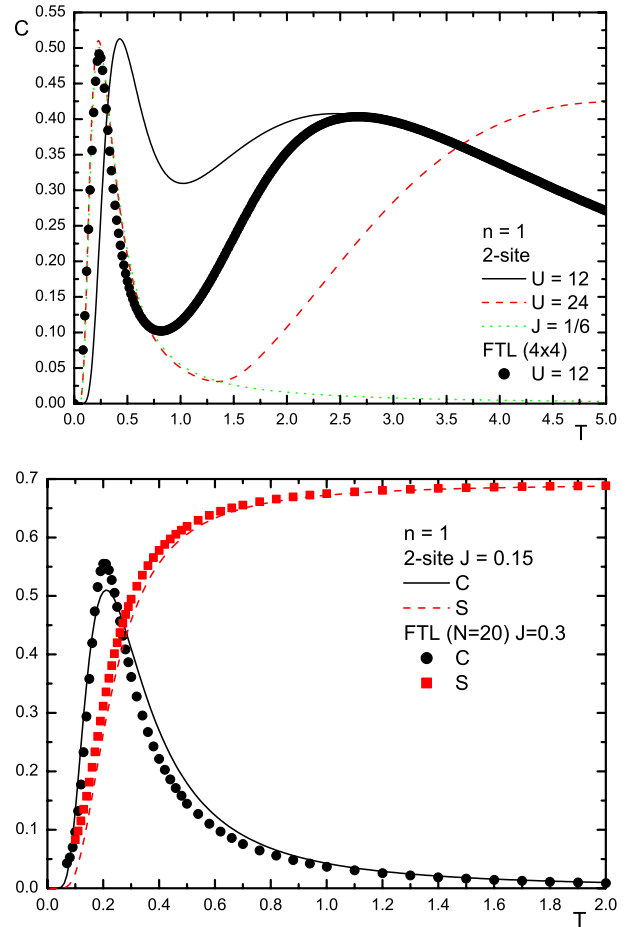 C
0.55
0.50
0.45
0.40
0.35
0.30
0.25
0.20
0.15
0.10
0.05
0.00
n = 1
2-site
U = 12
U = 24
J = 1/6
FTL (4x4)
U = 12
0.0 0.5 1.0 1.5 2.0 2.5 3.0 3.5 4.0 4.5 5.0
T
0.7
0.6
0.5
0.4
0.3
0.2
0.1
0.0
n = 1
2-site J = 0.15
C
S
FTL (N=20) J=0.3
C
S
0.0 0.2 0.4 0.6 0.8 1.0 1.2 1.4 1.6 1.8 2.0
T